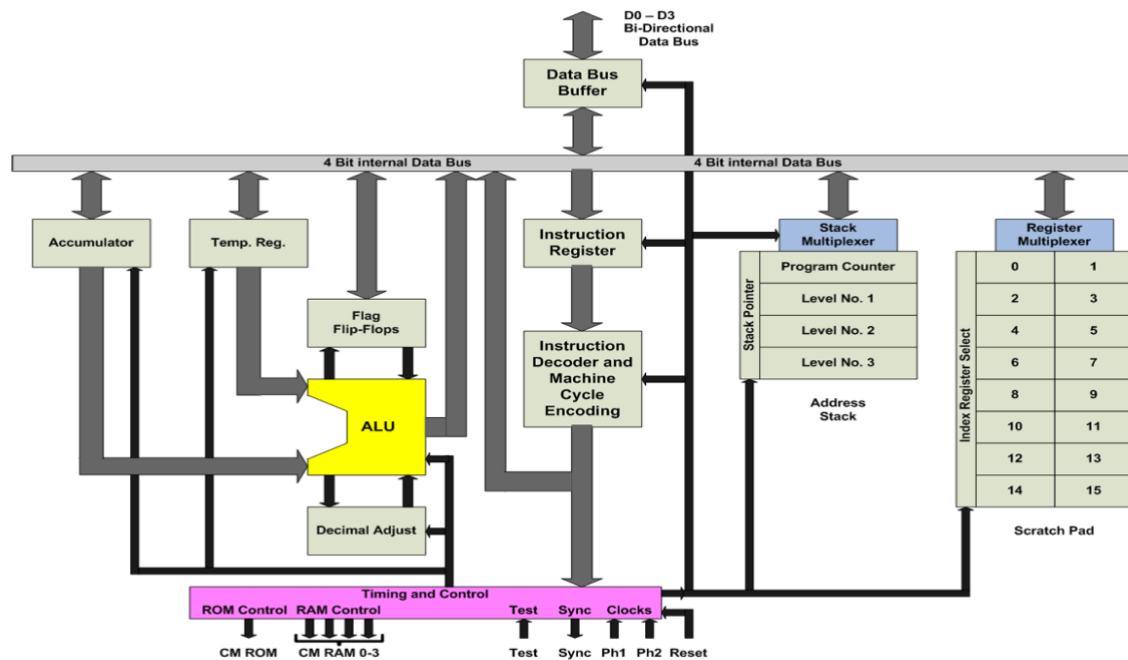 D0 – D3
Bi-Directional
Data Bus
Data Bus
Buffer
4 Bit internal Data Bus
4 Bit internal Data Bus
Accumulator
Temp. Reg.
Flag
Flip-Flops
ALU
Decimal Adjust
Instruction
Register
Instruction
Decoder and
Machine
Cycle
Encoding
Stack
Multiplexer
Stack Pointer
Program Counter
Level No. 1
Level No. 2
Level No. 3
Address
Stack
Register
Multiplexer
Index Register Select
0 1
2 3
4 5
6 7
8 9
10 11
12 13
14 15
Scratch Pad
Timing and Control
ROM Control RAM Control Test Sync Clocks
CM ROM CM RAM 0-3 Test Sync Ph1 Ph2 Reset